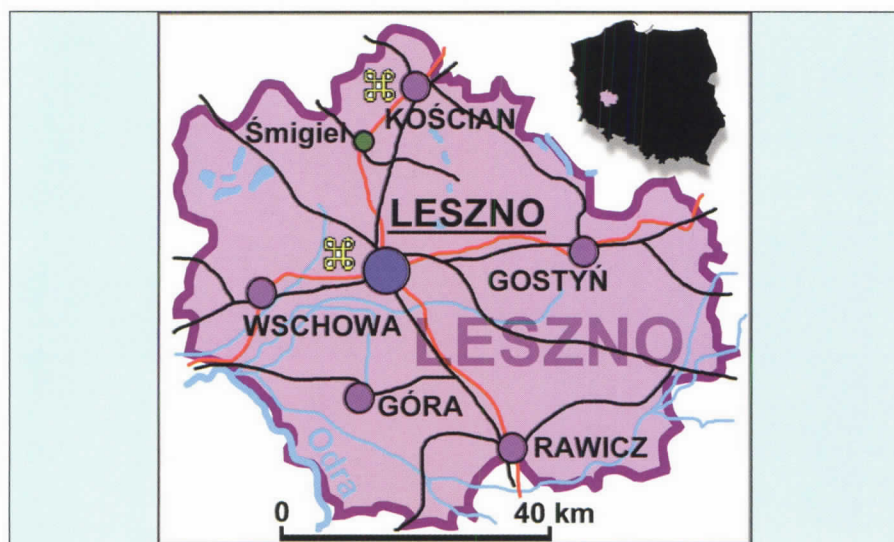 KOŚCIAN
Śmigiel
LESZNO
GOSTYŃ
WSCHOWA
LESZNO
GÓRA
RAWICZ
Odra
0 40 km